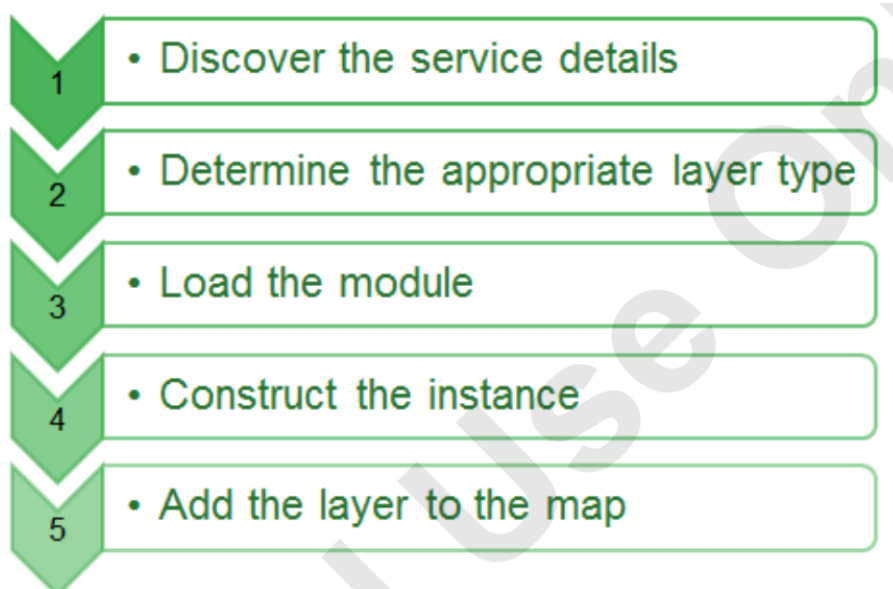 1
• Discover the service details
2
• Determine the appropriate layer type
3
• Load the module
4
• Construct the instance
5
• Add the layer to the map
Use